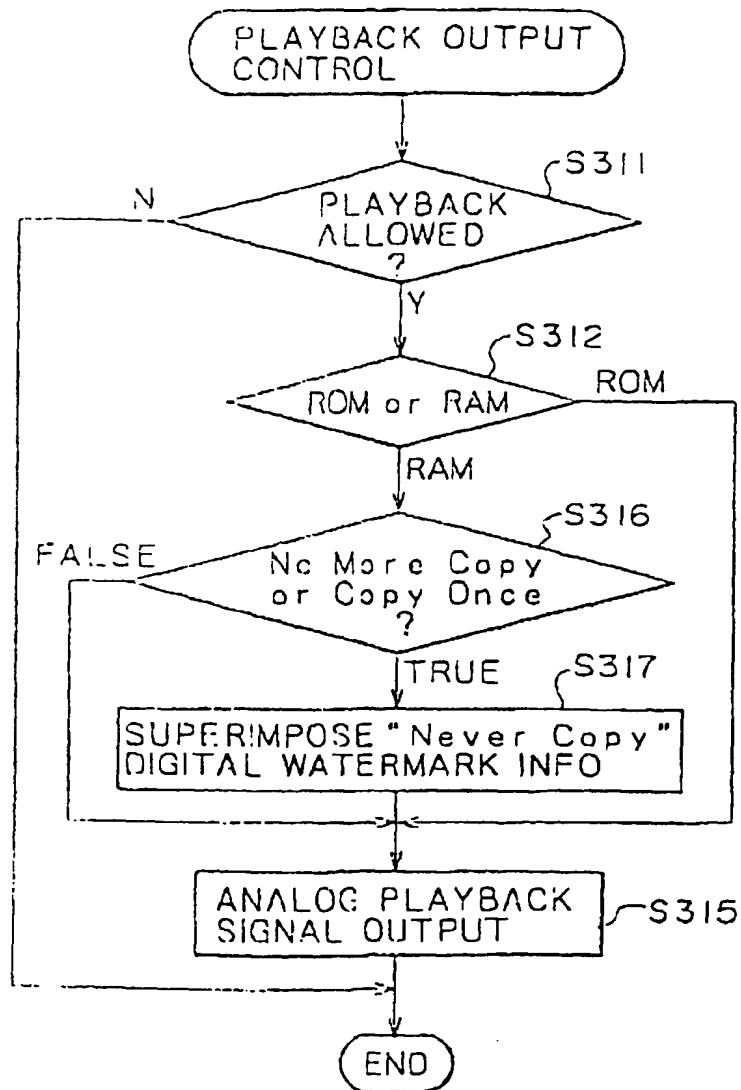 PLAYBACK OUTPUT
CONTROL
S311
N
PLAYBACK
ALLOWED
?
Y
S312
ROM or RAM
ROM
RAM
S316
FALSE
No More Copy
or Copy Once
?
TRUE
S317
SUPERIMPOSE "Never Copy"
DIGITAL WATERMARK INFO
ANALOG PLAYBACK
SIGNAL OUTPUT
S315
END